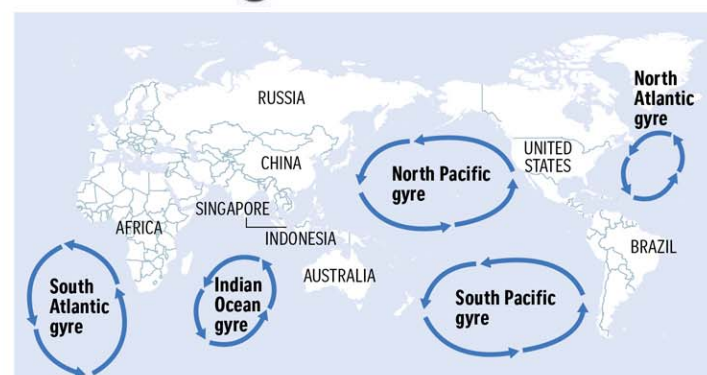 RUSSIA
North
Atlantic
gyre
UNITED
STATES
CHINA
North Pacific
gyre
SINGAPORE
AFRICA
INDONESIA
BRAZIL
AUSTRALIA
South
Atlantic
gyre
Indian
Ocean
gyre
South Pacific
gyre